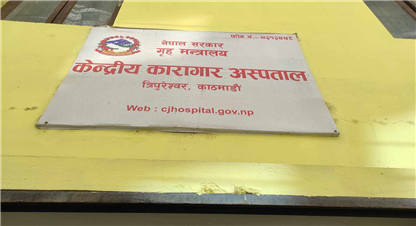 फोन नं.
नेपाल सरकार
गृह मन्त्रालय
केन्द्रीय कारागार अस्पताल
त्रिपुरेश्वर, काठमाडौं
Web : cjhospital.gov.np